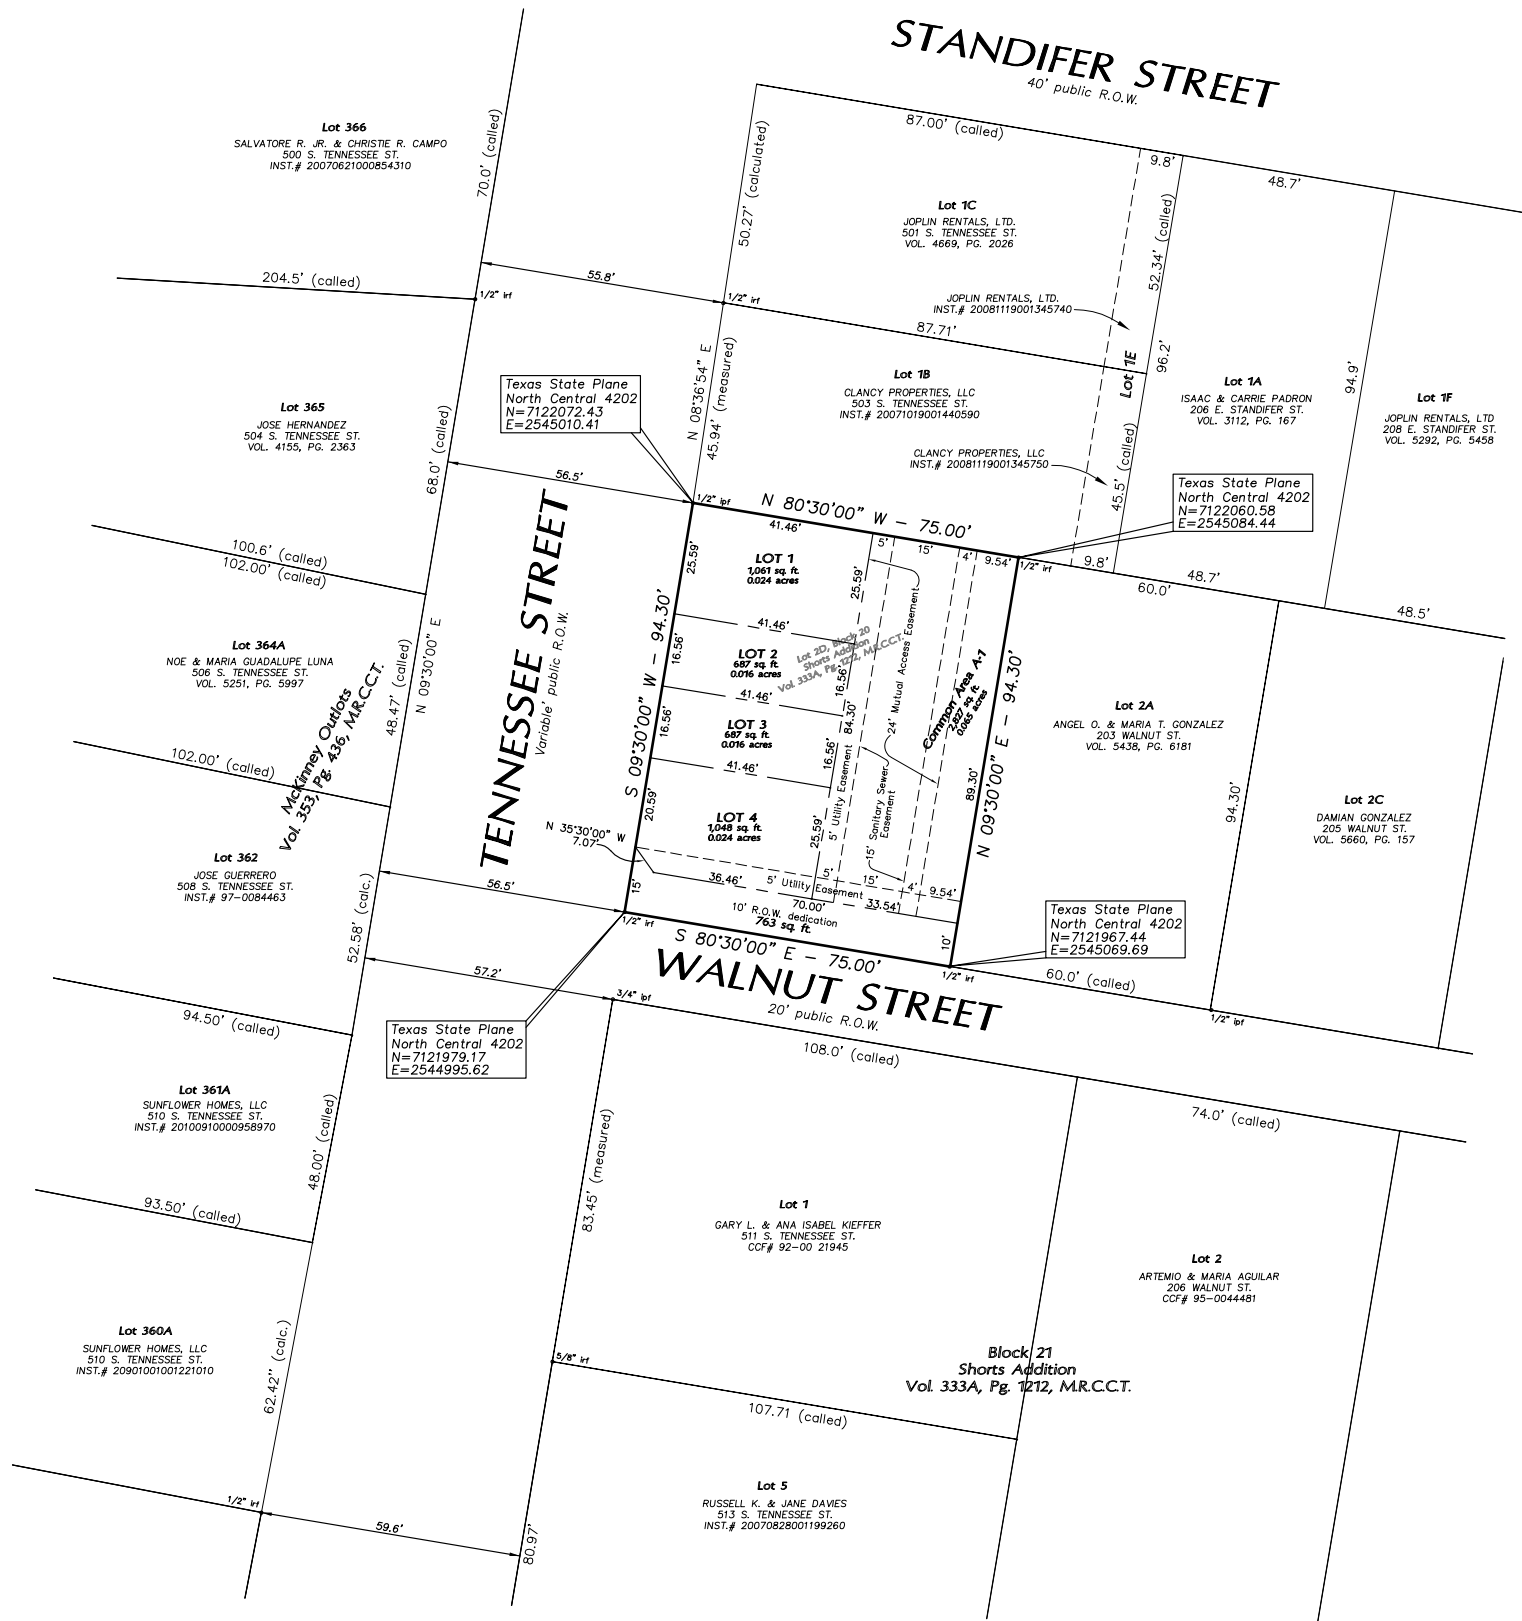 STANDIFER STREET
40' public R.O.W.
87.00' (called)
9.8'
48.7'
Lot 366
SALVATORE R. JR. & CHRISTIE R. CAMPO
500 S. TENNESSEE ST.
INST.# 20070621000854310
70.0' (called)
50.27' (calculated)
Lot 1C
JOPLIN RENTALS, LTD.
501 S. TENNESSEE ST.
VOL. 4669, PG. 2026
52.34' (called)
204.5' (called)
1/2" irf
55.8'
1/2" irf
JOPLIN RENTALS, LTD.
INST.# 20081119001345740
87.71'
Lot 1E
96.2'
94.9'
Texas State Plane
North Central 4202
N=7122072.43
E=2545010.41
N 08°36'54" E
45.94' (measured)
Lot 1B
CLANCY PROPERTIES, LLC
503 S. TENNESSEE ST.
INST.# 20071019001440590
Lot 1A
ISAAC & CARRIE PADRON
206 E. STANDIFER ST.
VOL. 3112, PG. 167
Lot 1F
JOPLIN RENTALS, LTD
208 E. STANDIFER ST.
VOL. 5292, PG. 5458
Lot 365
JOSE HERNANDEZ
504 S. TENNESSEE ST.
VOL. 4155, PG. 2363
68.0' (called)
CLANCY PROPERTIES, LLC
INST.# 20081119001345750
45.5' (called)
56.5'
1/2" ipf
N 80°30'00" W - 75.00'
Texas State Plane
North Central 4202
N=7122060.58
E=2545084.44
41.46'
5'
15'
4'
9.54'
1/2" irf
9.8'
48.7'
60.0'
48.5'
100.6' (called)
102.00' (called)
TENNESSEE STREET
Variable' public R.O.W.
25.59'
LOT 1
1,061 sq. ft.
0.024 acres
25.59'
S 09°30'00" W - 94.30'
41.46'
Lot 2D, Block 20
Shorts Addition
Vol. 333A, Pg. 1212, M.R.C.C.T.
24' Mutual Access Easement
Lot 364A
NOE & MARIA GUADALUPE LUNA
506 S. TENNESSEE ST.
VOL. 5251, PG. 5997
N 09°30'00" E
48.47' (called)
16.56'
LOT 2
687 sq. ft.
0.016 acres
16.56'
41.46'
Common Area A-1
2,827 sq. ft.
0.065 acres
N 09°30'00" E - 94.30'
Lot 2A
ANGEL O. & MARIA T. GONZALEZ
203 WALNUT ST.
VOL. 5438, PG. 6181
McKinney Outlots
Vol. 353, Pg. 436, M.R.C.C.T.
16.56'
LOT 3
687 sq. ft.
0.016 acres
16.56'
84.30'
41.46'
89.30'
102.00' (called)
94.30'
Lot 2C
DAMIAN GONZALEZ
205 WALNUT ST.
VOL. 5660, PG. 157
20.59'
LOT 4
1,048 sq. ft.
0.024 acres
25.59'
5' Utility Easement
15' Sanitary Sewer
Easement
N 35°30'00" W
7.07'
Lot 362
JOSE GUERRERO
508 S. TENNESSEE ST.
INST.# 97-0084463
56.5'
15'
36.46'
5' Utility Easement
5'
15'
4'
9.54'
70.00'
33.54'
10' R.O.W. dedication
763 sq. ft.
10'
1/2" irf
S 80°30'00" E - 75.00'
1/2" irf
Texas State Plane
North Central 4202
N=7121967.44
E=2545069.69
60.0' (called)
1/2" ipf
52.58' (calc.)
57.2'
3/4" ipf
WALNUT STREET
20' public R.O.W.
94.50' (called)
Texas State Plane
North Central 4202
N=7121979.17
E=2544995.62
108.0' (called)
74.0' (called)
Lot 361A
SUNFLOWER HOMES, LLC
510 S. TENNESSEE ST.
INST.# 20100910000958970
48.00' (called)
83.45' (measured)
93.50' (called)
Lot 1
GARY L. & ANA ISABEL KIEFFER
511 S. TENNESSEE ST.
CCF# 92-00 21945
Lot 2
ARTEMIO & MARIA AGUILAR
206 WALNUT ST.
CCF# 95-0044481
Lot 360A
SUNFLOWER HOMES, LLC
510 S. TENNESSEE ST.
INST.# 20901001001221010
62.42" (calc.)
5/8" irf
Block 21
Shorts Addition
Vol. 333A, Pg. 1212, M.R.C.C.T.
107.71 (called)
Lot 5
RUSSELL K. & JANE DAVIES
513 S. TENNESSEE ST.
INST.# 20070828001199260
1/2" irf
59.6'
80.97'